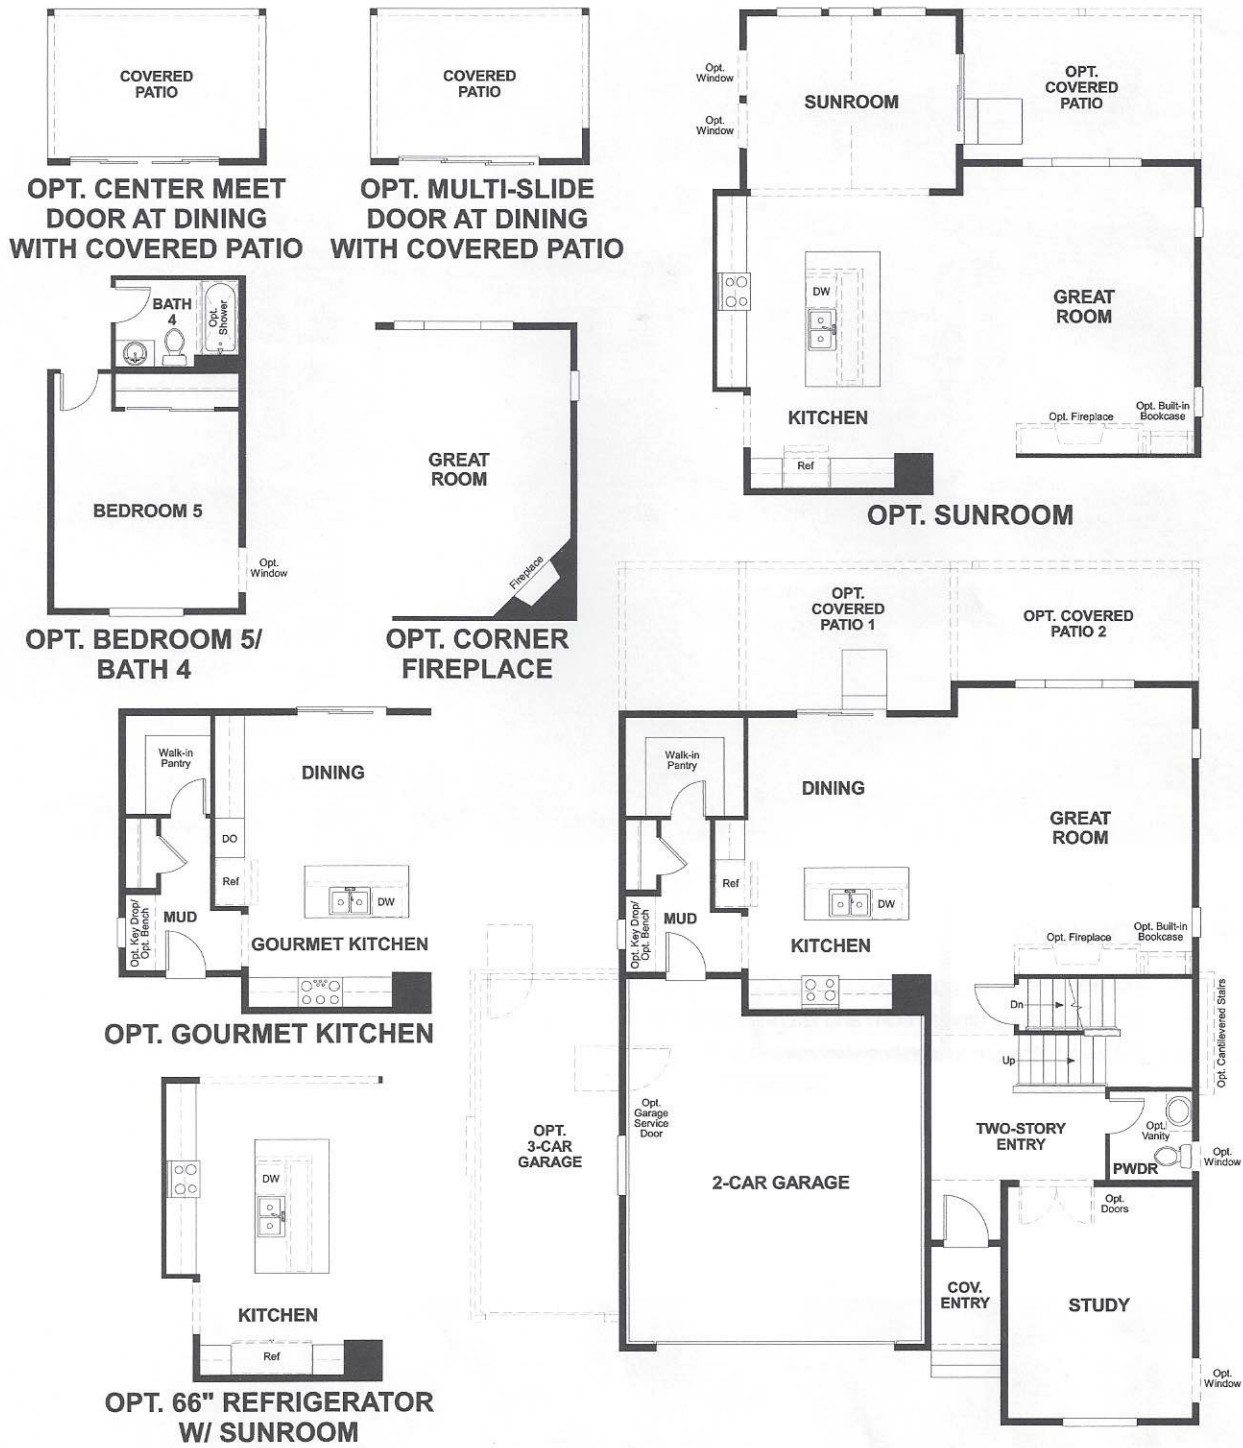 COVERED
PATIO
OPT. CENTER MEET
DOOR AT DINING
WITH COVERED PATIO
COVERED
PATIO
OPT. MULTI-SLIDE
DOOR AT DINING
WITH COVERED PATIO
Opt.
Window
Opt.
Window
SUNROOM
OPT.
COVERED
PATIO
DW
GREAT
ROOM
KITCHEN
Opt. Fireplace
Opt. Built-in
Bookcase
Ref
OPT. SUNROOM
BATH
4
Opt.
Shower
BEDROOM 5
Opt.
Window
OPT. BEDROOM 5/
BATH 4
GREAT
ROOM
Fireplace
OPT. CORNER
FIREPLACE
Walk-in
Pantry
DINING
DO
Ref
DW
MUD
Opt. Key Drop/
Opt. Bench
GOURMET KITCHEN
OPT. GOURMET KITCHEN
DW
KITCHEN
Ref
OPT. 66" REFRIGERATOR
W/ SUNROOM
OPT.
COVERED
PATIO 1
OPT. COVERED
PATIO 2
Walk-in
Pantry
DINING
GREAT
ROOM
Ref
DW
MUD
Opt. Key Drop/
Opt. Bench
KITCHEN
Opt. Fireplace
Opt. Built-in
Bookcase
Dn
Up
Opt. Cantilevered Stairs
Opt.
Garage
Service
Door
OPT.
3-CAR
GARAGE
2-CAR GARAGE
TWO-STORY
ENTRY
Opt.
Vanity
PWDR
Opt.
Window
Opt.
Doors
COV.
ENTRY
STUDY
Opt.
Window